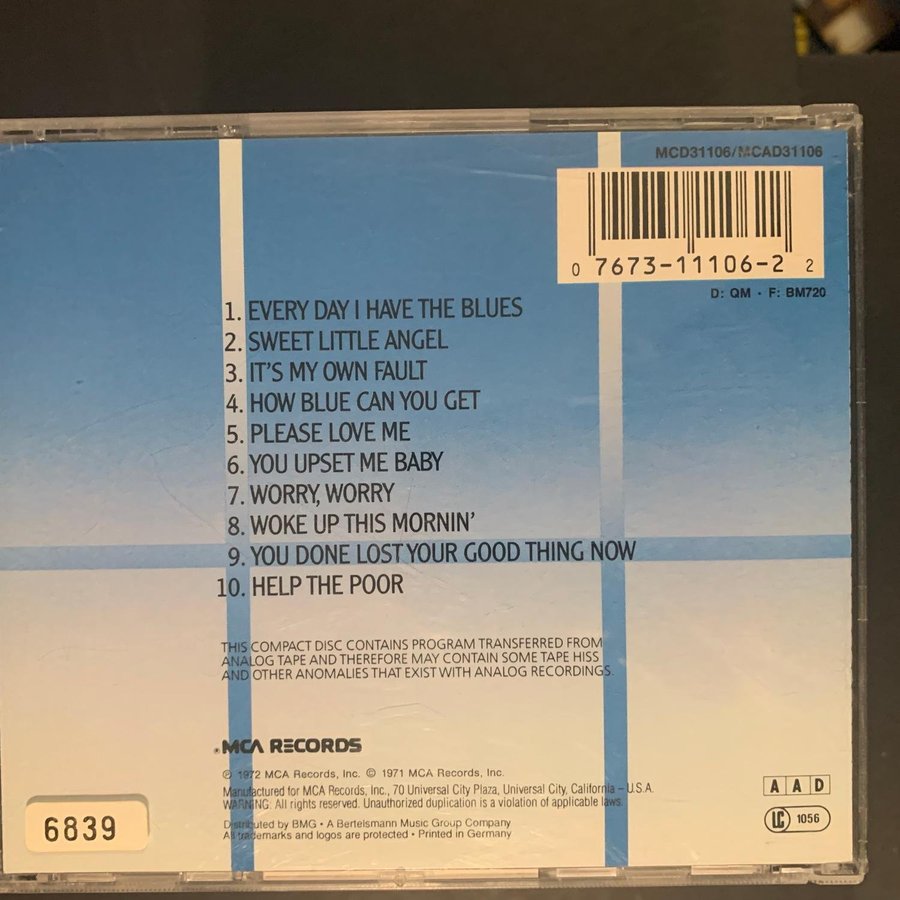 MCD31106/MCAD31106
0 7673-11106-2 2
D: QM · F: BM720
1. EVERY DAY I HAVE THE BLUES
2. SWEET LITTLE ANGEL
3. IT'S MY OWN FAULT
4. HOW BLUE CAN YOU GET
5. PLEASE LOVE ME
6. YOU UPSET ME BABY
7. WORRY, WORRY
8. WOKE UP THIS MORNIN'
9. YOU DONE LOST YOUR GOOD THING NOW
10. HELP THE POOR
THIS COMPACT DISC CONTAINS PROGRAM TRANSFERRED FROM
ANALOG TAPE AND THEREFORE MAY CONTAIN SOME TAPE HISS
AND OTHER ANOMALIES THAT EXIST WITH ANALOG RECORDINGS.
MCA RECORDS
℗ 1972 MCA Records, Inc. © 1971 MCA Records, Inc.
Manufactured for MCA Records, Inc., 70 Universal City Plaza, Universal City, California – U.S.A.
WARNING: All rights reserved. Unauthorized duplication is a violation of applicable laws.
Distributed by BMG • A Bertelsmann Music Group Company
All trademarks and logos are protected • Printed in Germany
A A D
LC 1056
6839